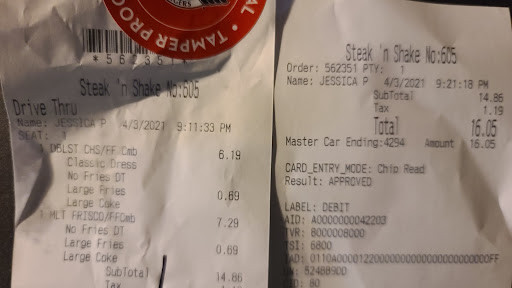 TAMPER PROO
*562351*
Steak 'n Shake No:605
Drive Thru
Name: JESSICA P 4/3/2021 9:11:33 PM
SEAT: 1
1 DBLST CHS/FF Cmb 6.19
Classic Dress
No Fries DT
Large Fries 0.69
Large Coke
1 MLT FRISCO/FFCmb 7.29
No Fries DT
Large Fries 0.69
Large Coke
SubTotal 14.86
Tax
Steak 'n Shake No:605
Order: 562351 PTY: 1
Name: JESSICA P 4/3/2021 9:21:18 PM
SubTotal 14.86
Tax 1.19
Total 16.05
Master Car Ending:4294 Amount 16.05
CARD_ENTRY_MODE: Chip Read
Result: APPROVED
LABEL: DEBIT
AID: A0000000042203
TVR: 8000008000
TSI: 6800
UN: 82488900